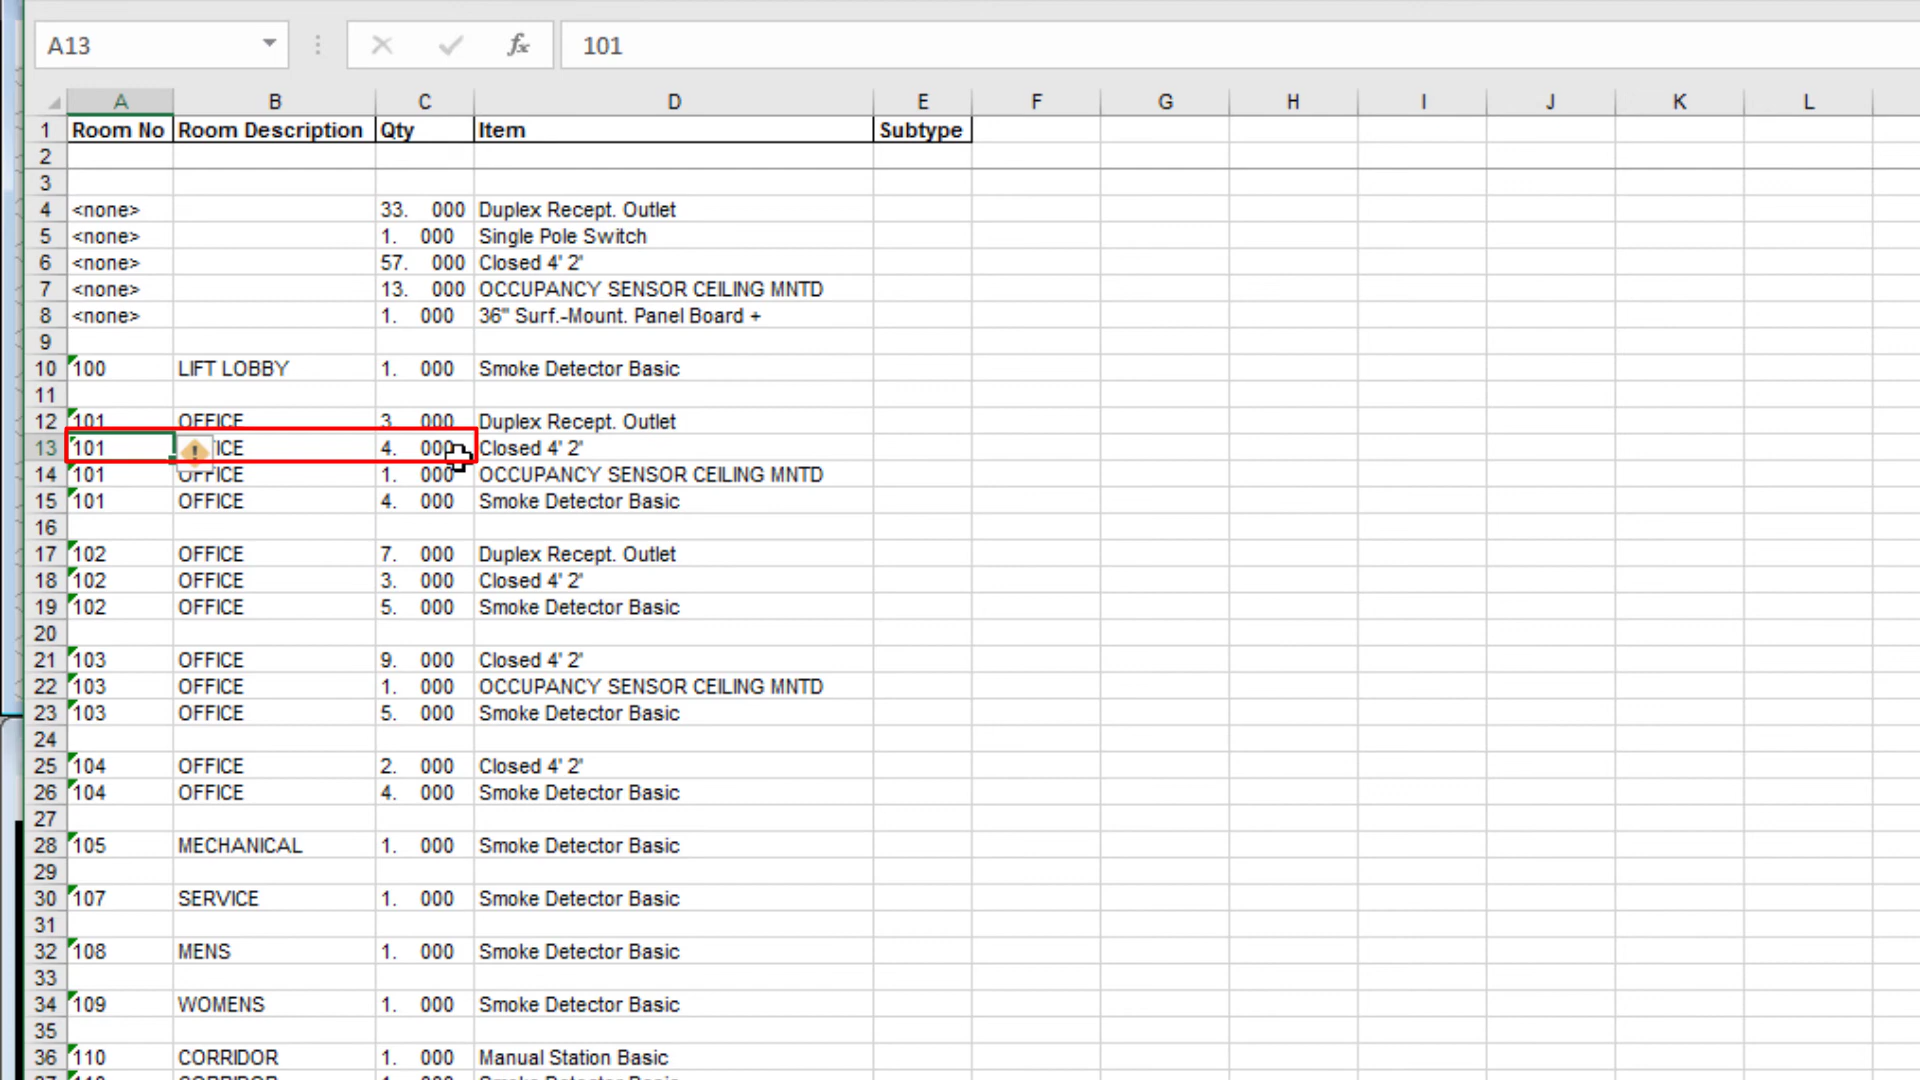 A13 fx 101
A B C D E F G H I J K L
1 Room No Room Description Qty Item Subtype
2
3
4 <none> 33. 000 Duplex Recept. Outlet
5 <none> 1. 000 Single Pole Switch
6 <none> 57. 000 Closed 4' 2'
7 <none> 13. 000 OCCUPANCY SENSOR CEILING MNTD
8 <none> 1. 000 36" Surf.-Mount. Panel Board +
9
10 100 LIFT LOBBY 1. 000 Smoke Detector Basic
11
12 101 OFFICE 3 000 Duplex Recept. Outlet
13 101 ICE 4. 000 Closed 4' 2'
14 101 OFFICE 1. 000 OCCUPANCY SENSOR CEILING MNTD
15 101 OFFICE 4. 000 Smoke Detector Basic
16
17 102 OFFICE 7. 000 Duplex Recept. Outlet
18 102 OFFICE 3. 000 Closed 4' 2'
19 102 OFFICE 5. 000 Smoke Detector Basic
20
21 103 OFFICE 9. 000 Closed 4' 2'
22 103 OFFICE 1. 000 OCCUPANCY SENSOR CEILING MNTD
23 103 OFFICE 5. 000 Smoke Detector Basic
24
25 104 OFFICE 2. 000 Closed 4' 2'
26 104 OFFICE 4. 000 Smoke Detector Basic
27
28 105 MECHANICAL 1. 000 Smoke Detector Basic
29
30 107 SERVICE 1. 000 Smoke Detector Basic
31
32 108 MENS 1. 000 Smoke Detector Basic
33
34 109 WOMENS 1. 000 Smoke Detector Basic
35
36 110 CORRIDOR 1. 000 Manual Station Basic